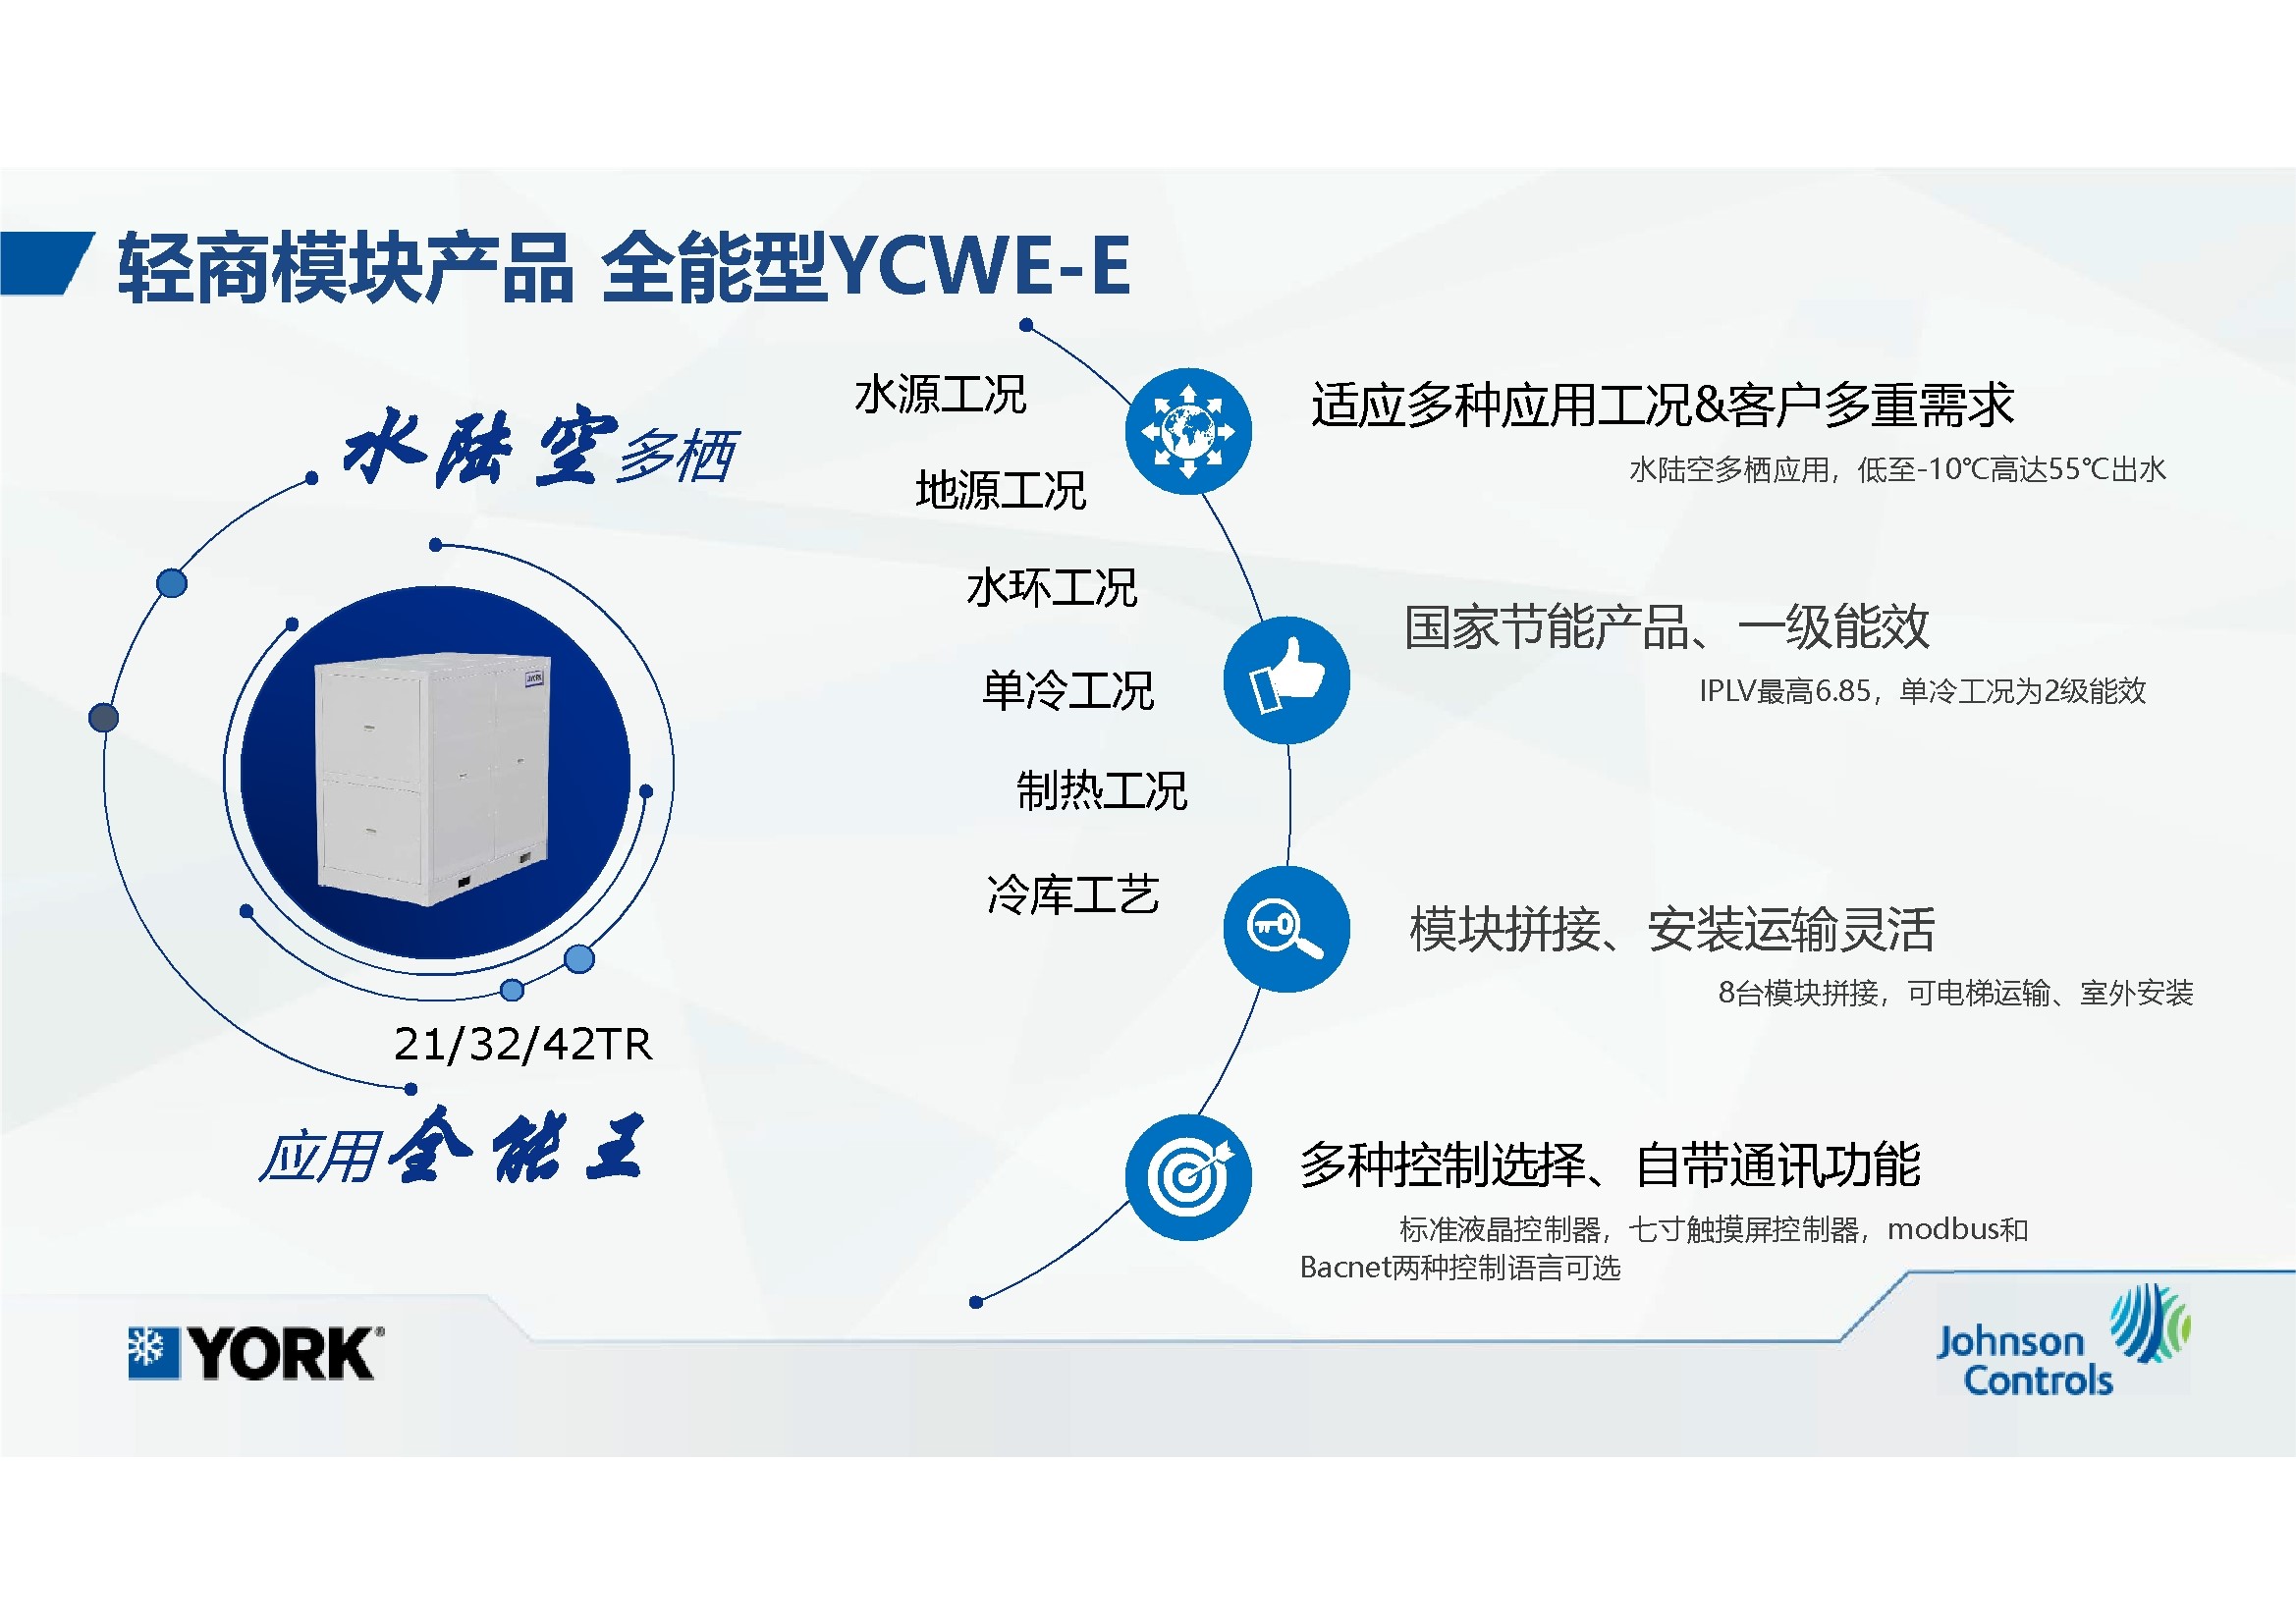 轻商模块产品 全能型YCWE-E
水陆空多栖
YORK
21/32/42TR
应用全能王
水源工况
地源工况
水环工况
单冷工况
制热工况
冷库工艺
适应多种应用工况&客户多重需求
水陆空多栖应用，低至-10℃高达55℃出水
国家节能产品、一级能效
IPLV最高6.85，单冷工况为2级能效
模块拼接、安装运输灵活
8台模块拼接，可电梯运输、室外安装
多种控制选择、自带通讯功能
标准液晶控制器，七寸触摸屏控制器，modbus和
Bacnet两种控制语言可选
YORK®
Johnson
Controls